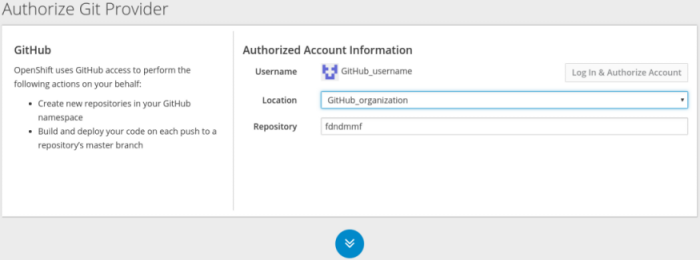 Authorize Git Provider
GitHub
OpenShift uses GitHub access to perform the
following actions on your behalf:
Create new repositories in your GitHub
namespace
Build and deploy your code on each push to a
repository's master branch
Authorized Account Information
Username GitHub_username Log In & Authorize Account
Location GitHub_organization
Repository fdndmmf